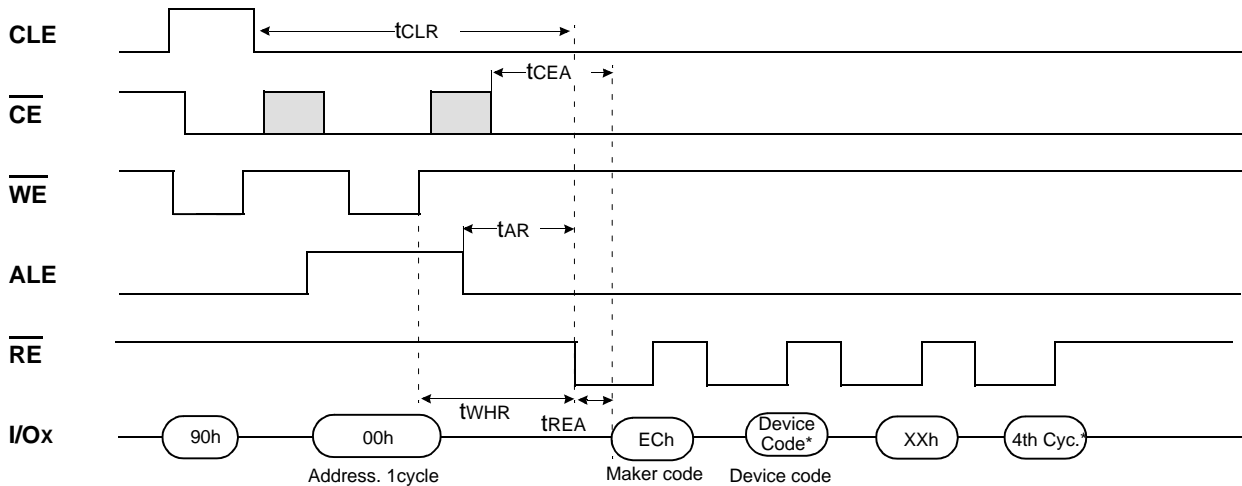 CLE
tCLR
tCEA
CE
WE
tAR
ALE
RE
tWHR
tREA
I/Ox
90h
00h
ECh
Device
Code*
XXh
4th Cyc.*
Address. 1cycle
Maker code
Device code